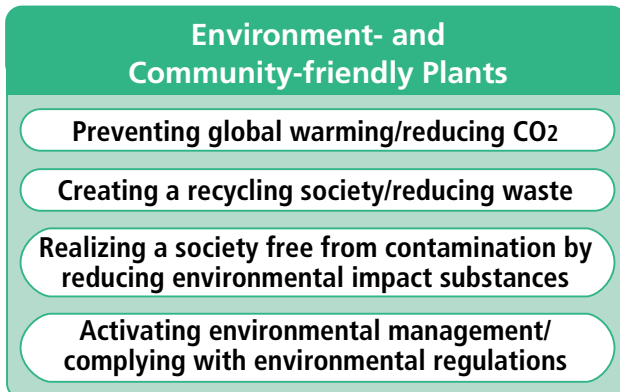 Environment- and
Community-friendly Plants
Preventing global warming/reducing CO2
Creating a recycling society/reducing waste
Realizing a society free from contamination by
reducing environmental impact substances
Activating environmental management/
complying with environmental regulations